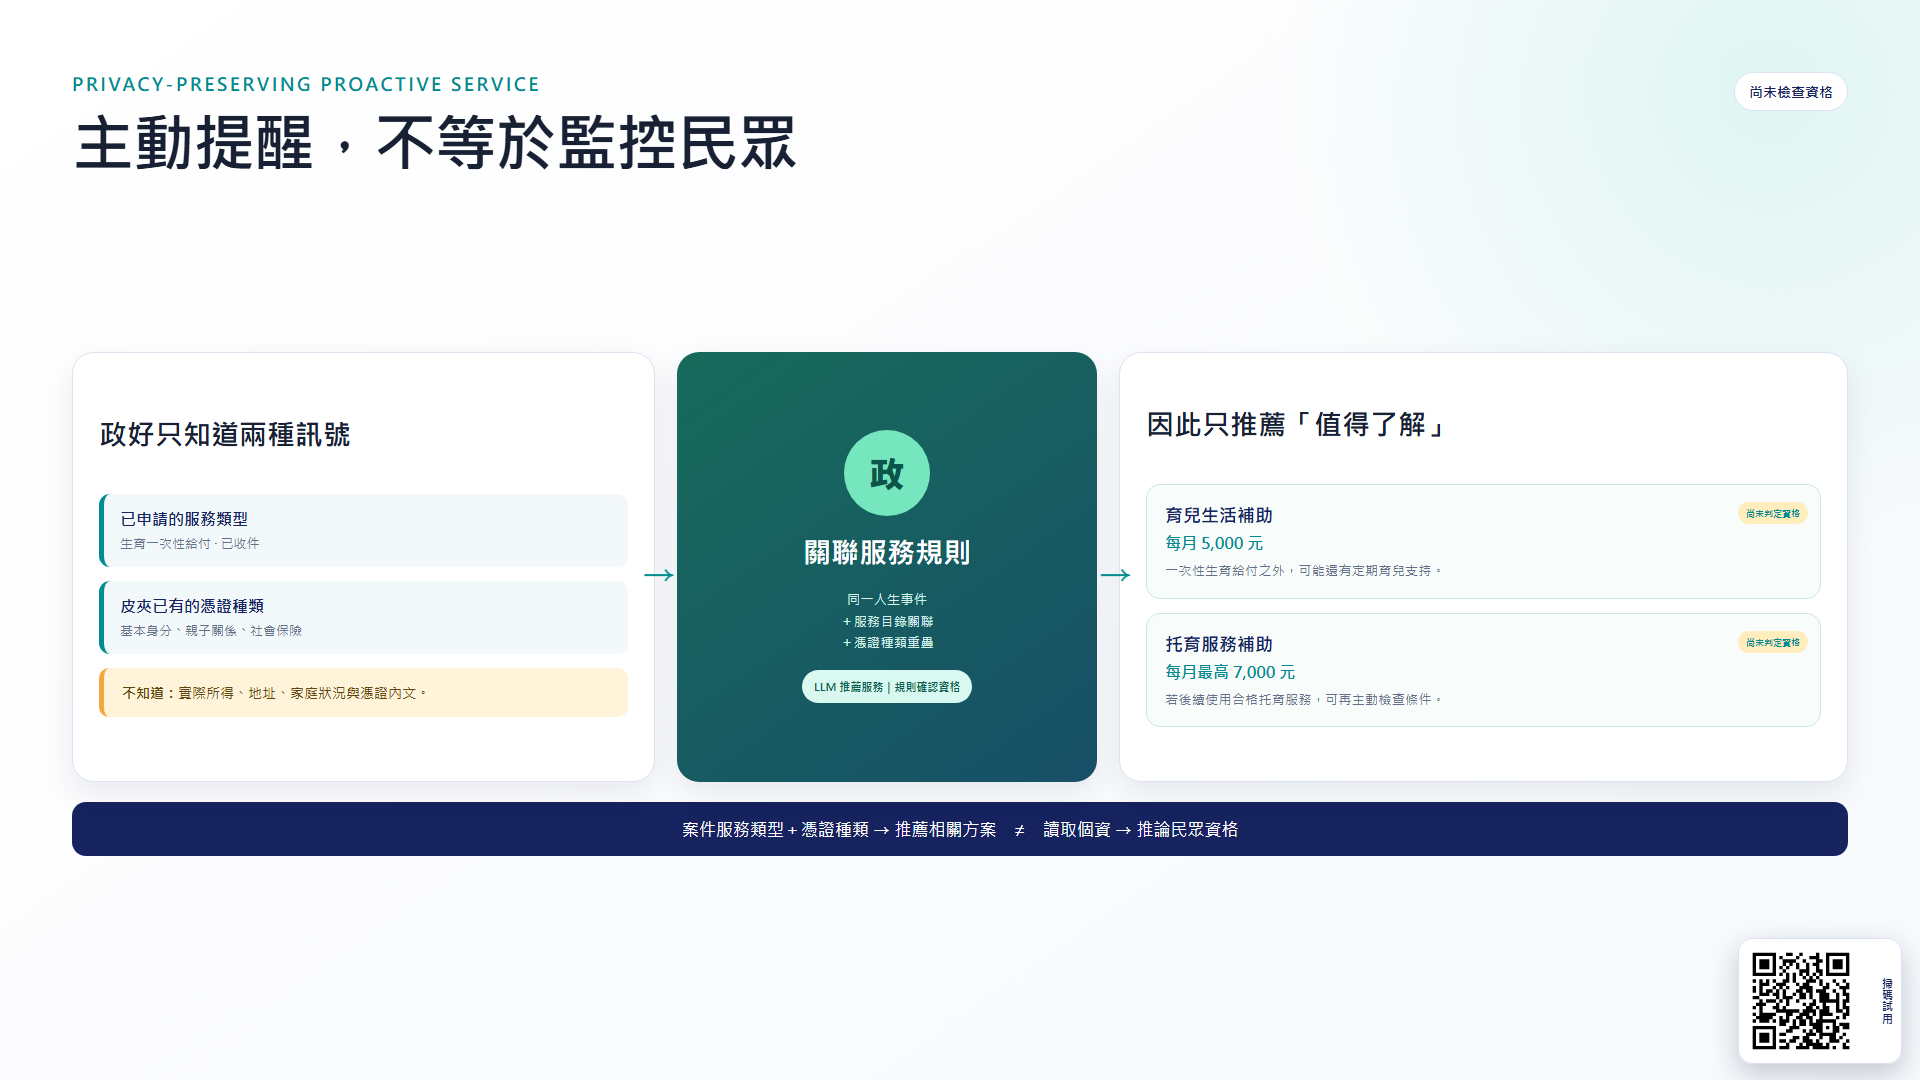 PRIVACY-PRESERVING PROACTIVE SERVICE
主動提醒，不等於監控民眾
尚未檢查資格
政好只知道兩種訊號
已申請的服務類型
生育一次性給付 · 已收件
皮夾已有的憑證種類
基本身分、親子關係、社會保險
不知道：實際所得、地址、家庭狀況與憑證內文。
→
政
關聯服務規則
同一人生事件
+ 服務目錄關聯
+ 憑證種類重疊
LLM 推薦服務｜規則確認資格
→
因此只推薦「值得了解」
育兒生活補助
尚未判定資格
每月 5,000 元
一次性生育給付之外，可能還有定期育兒支持。
托育服務補助
尚未判定資格
每月最高 7,000 元
若後續使用合格托育服務，可再主動檢查條件。
案件服務類型 + 憑證種類 → 推薦相關方案 ≠ 讀取個資 → 推論民眾資格
掃碼試用